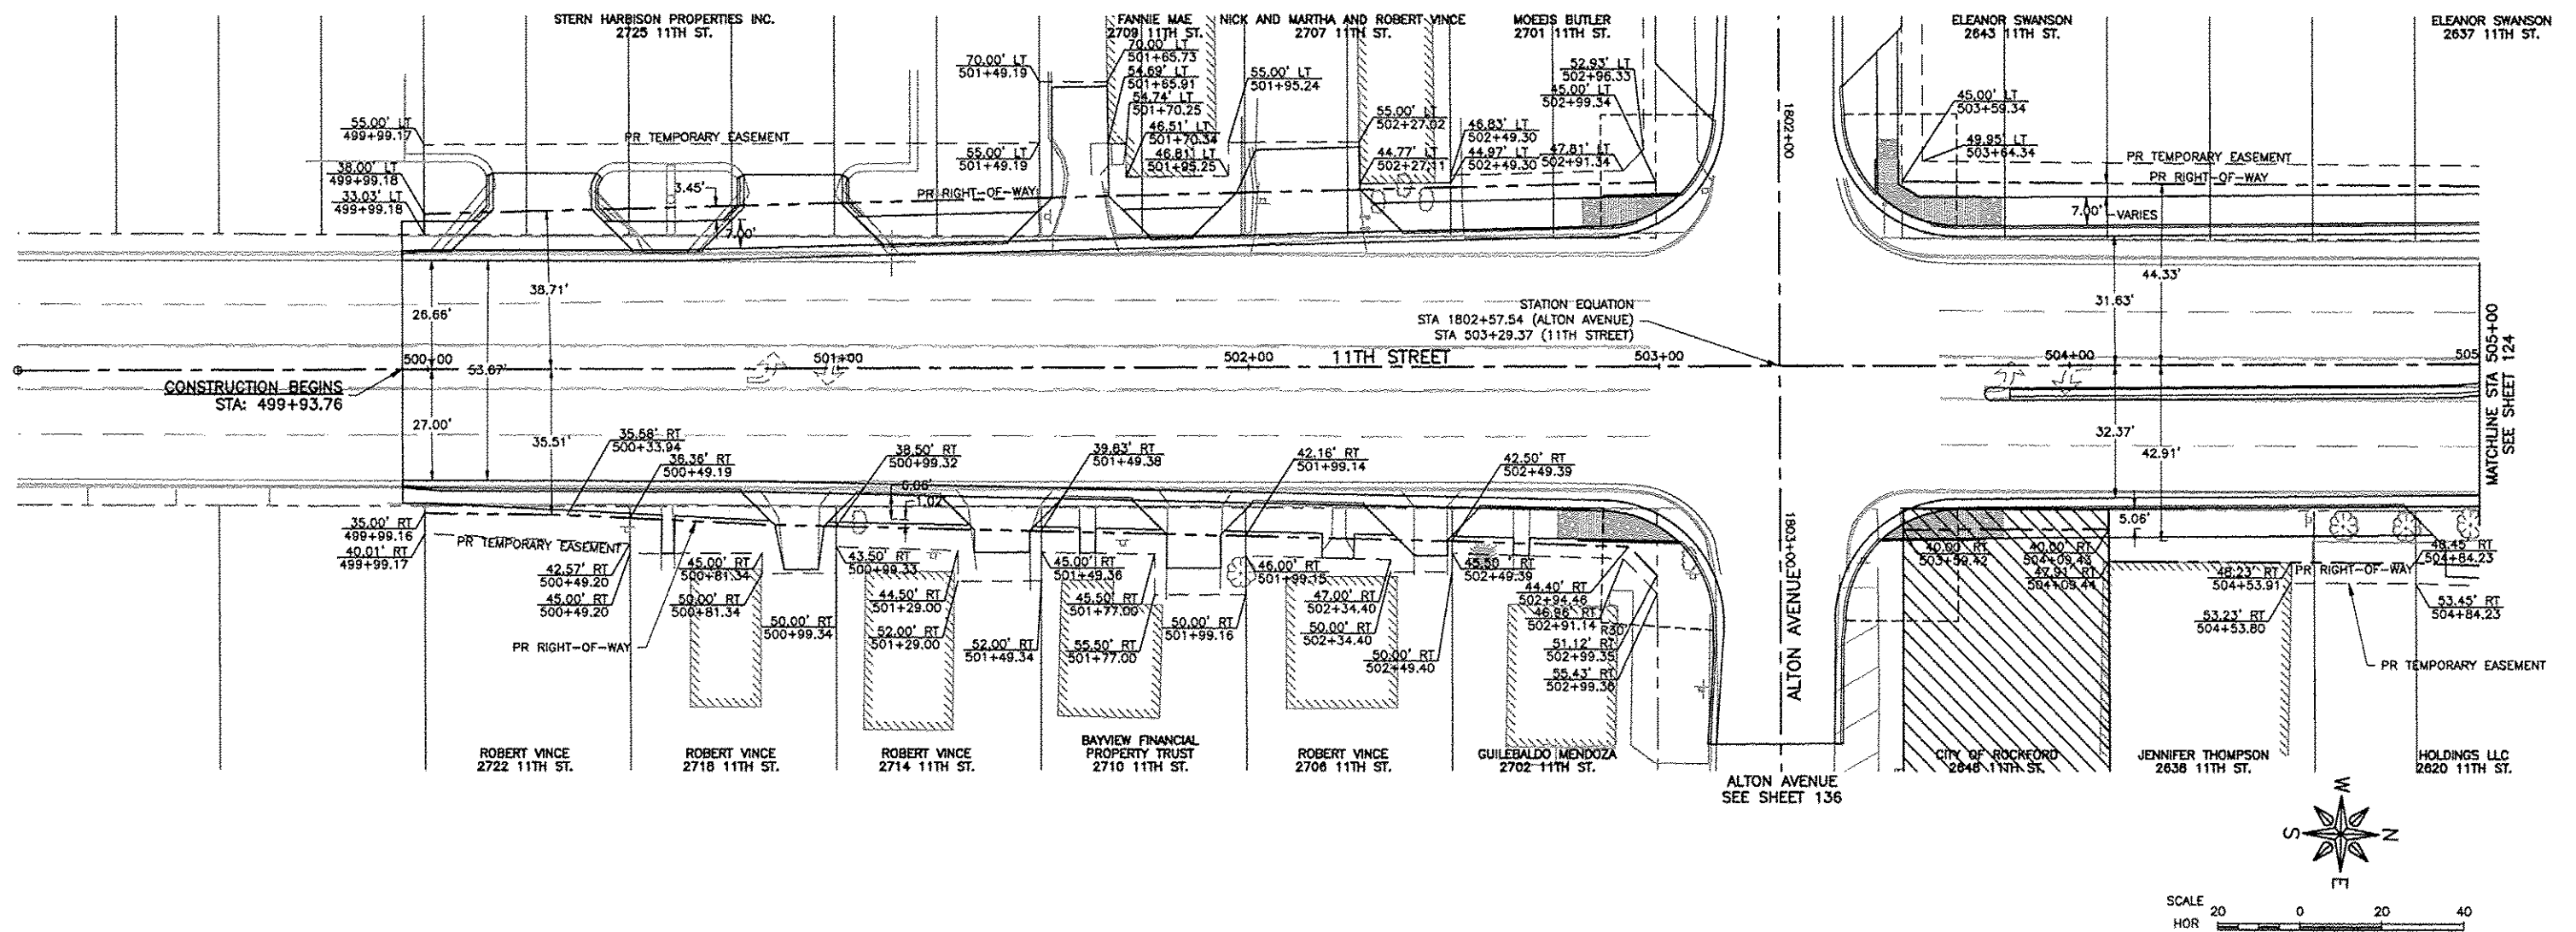 STERN HARBISON PROPERTIES INC.
2725 11TH ST.
FANNIE MAE
2709 11TH ST.
NICK AND MARTHA AND ROBERT VINCE
2707 11TH ST.
MOEEIS BUTLER
2701 11TH ST.
ELEANOR SWANSON
2643 11TH ST.
ELEANOR SWANSON
2637 11TH ST.
70.00' LT
501+49.19
70.00' LT
501+65.73
54.69' LT
501+65.91
54.74' LT
501+70.25
46.51' LT
501+70.34
46.81' LT
501+95.25
55.00' LT
501+95.24
55.00' LT
502+27.02
44.77' LT
502+27.11
46.83' LT
502+49.30
44.97' LT
502+49.30
52.93' LT
502+96.33
45.00' LT
502+99.34
47.81' LT
502+91.34
1802+00
45.00' LT
503+59.34
49.95' LT
503+64.34
55.00' LT
499+99.17
PR TEMPORARY EASEMENT
55.00' LT
501+49.19
38.00' LT
499+99.18
33.03' LT
499+99.18
3.45'
7.00'
PR RIGHT-OF-WAY
PR TEMPORARY EASEMENT
PR RIGHT-OF-WAY
7.00'
VARIES
38.71'
26.66'
44.33'
31.63'
STATION EQUATION
STA 1802+57.54 (ALTON AVENUE)
STA 503+29.37 (11TH STREET)
500+00
501+00
502+00
11TH STREET
503+00
504+00
505
53.67'
CONSTRUCTION BEGINS
STA: 499+93.76
MATCHLINE STA 505+00
SEE SHEET 124
27.00'
35.51'
32.37'
42.91'
35.58' RT
500+33.94
36.36' RT
500+49.19
38.50' RT
500+99.32
39.83' RT
501+49.38
42.16' RT
501+99.14
42.50' RT
502+49.39
6.06'
1.02'
5.06'
35.00' RT
499+99.16
40.01' RT
499+99.17
PR TEMPORARY EASEMENT
42.57' RT
500+49.20
45.00' RT
500+49.20
45.00' RT
500+81.34
50.00' RT
500+81.34
50.00' RT
500+99.34
43.50' RT
500+99.33
44.50' RT
501+29.00
52.00' RT
501+29.00
52.00' RT
501+49.34
45.00' RT
501+49.36
45.50' RT
501+77.00
55.50' RT
501+77.00
50.00' RT
501+99.16
46.00' RT
501+99.15
47.00' RT
502+34.40
50.00' RT
502+34.40
50.00' RT
502+49.40
45.50' RT
502+49.39
44.40' RT
502+94.46
46.96' RT
502+91.14
R30'
51.12' RT
502+99.35
55.43' RT
502+99.36
1803+00
ALTON AVENUE
40.00' RT
503+59.42
40.00' RT
504+09.43
47.91' RT
504+09.44
48.23' RT
504+53.91
53.23' RT
504+53.80
PR RIGHT-OF-WAY
48.45' RT
504+84.23
53.45' RT
504+84.23
PR TEMPORARY EASEMENT
PR RIGHT-OF-WAY
ROBERT VINCE
2722 11TH ST.
ROBERT VINCE
2718 11TH ST.
ROBERT VINCE
2714 11TH ST.
BAYVIEW FINANCIAL
PROPERTY TRUST
2710 11TH ST.
ROBERT VINCE
2706 11TH ST.
GUILEBALDO MENDOZA
2702 11TH ST.
CITY OF ROCKFORD
2648 11TH ST.
JENNIFER THOMPSON
2636 11TH ST.
HOLDINGS LLC
2620 11TH ST.
ALTON AVENUE
SEE SHEET 136
W
S
N
E
SCALE
HOR
20
0
20
40